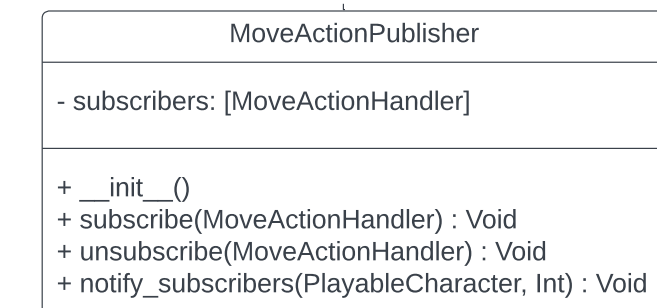 MoveActionPublisher
- subscribers: [MoveActionHandler]
+ __init__()
+ subscribe(MoveActionHandler) : Void
+ unsubscribe(MoveActionHandler) : Void
+ notify_subscribers(PlayableCharacter, Int) : Void